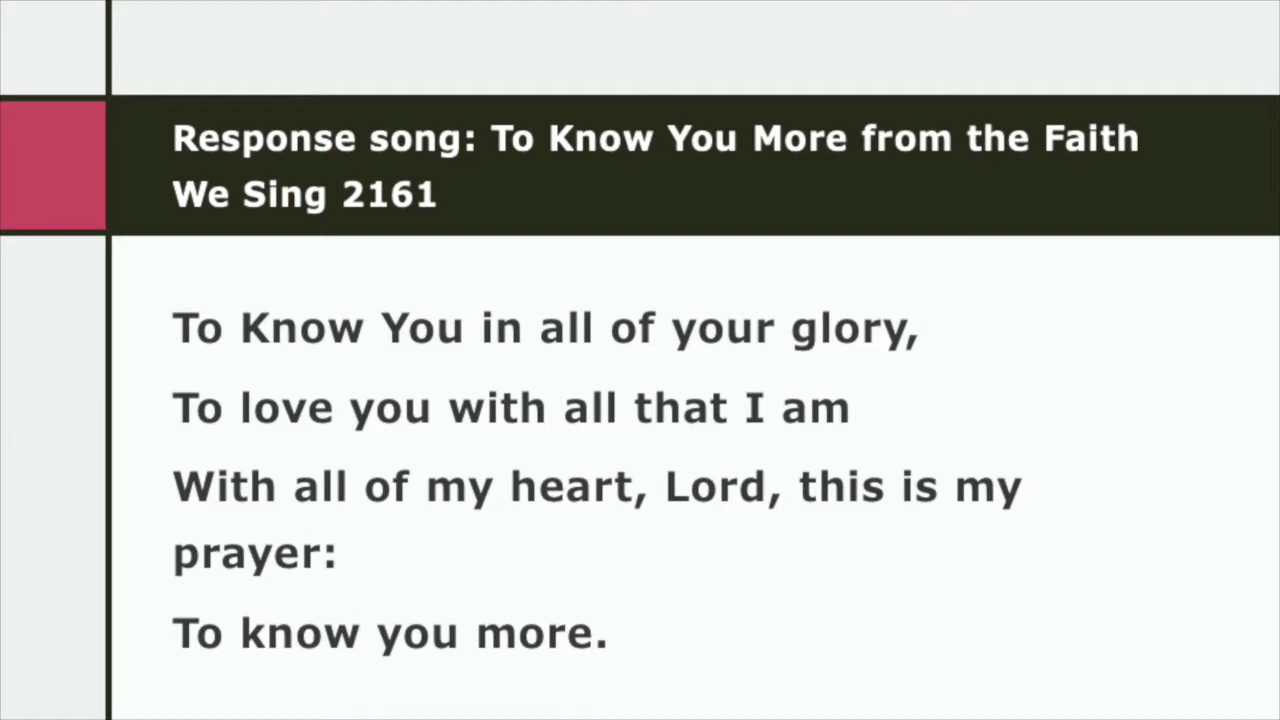 Response song: To Know You More from the Faith
We Sing 2161
To Know You in all of your glory,
To love you with all that I am
With all of my heart, Lord, this is my
prayer:
To know you more.